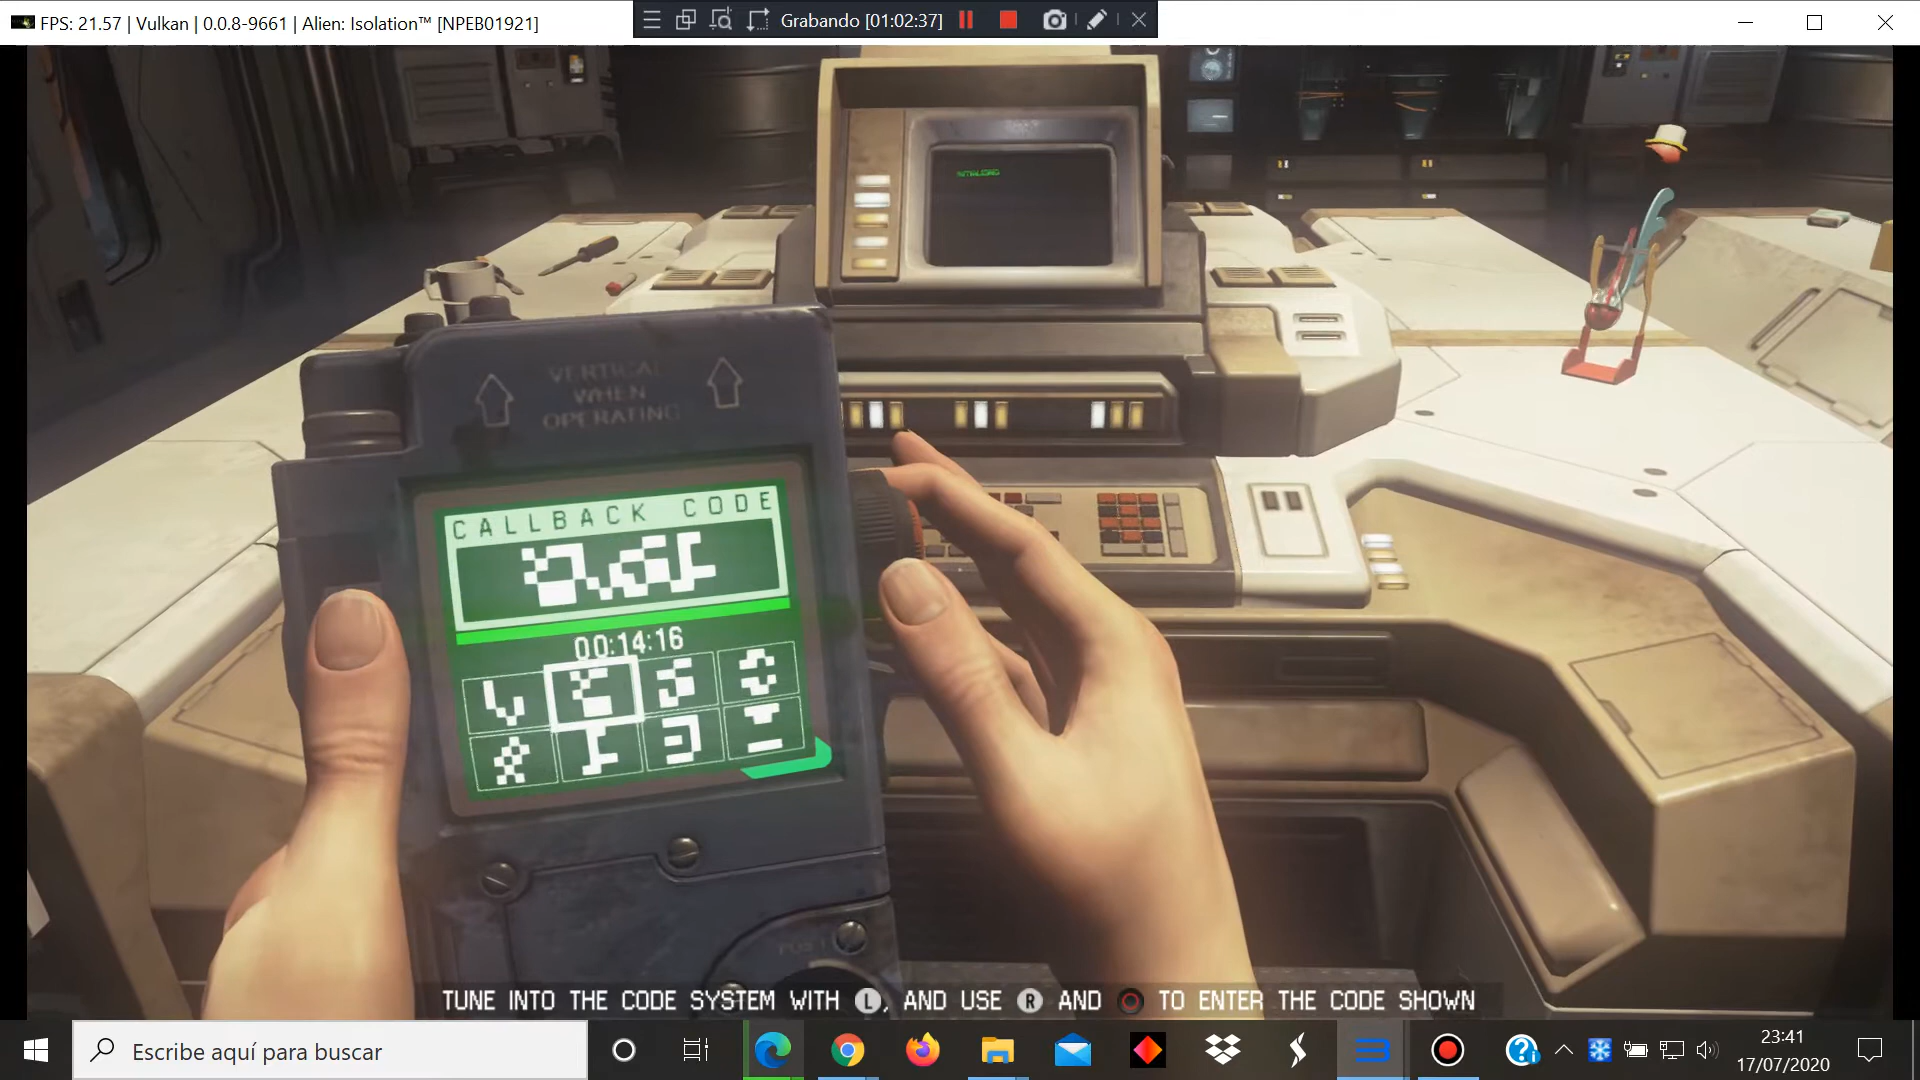 FPS: 21.57 | Vulkan | 0.0.8-9661 | Alien: Isolation™ [NPEB01921]
Grabando [01:02:37]
VERTICAL
WHEN
OPERATING
CALLBACK CODE
00:14:16
TUNE INTO THE CODE SYSTEM WITH L, AND USE R AND O TO ENTER THE CODE SHOWN
Escribe aquí para buscar
23:41
17/07/2020